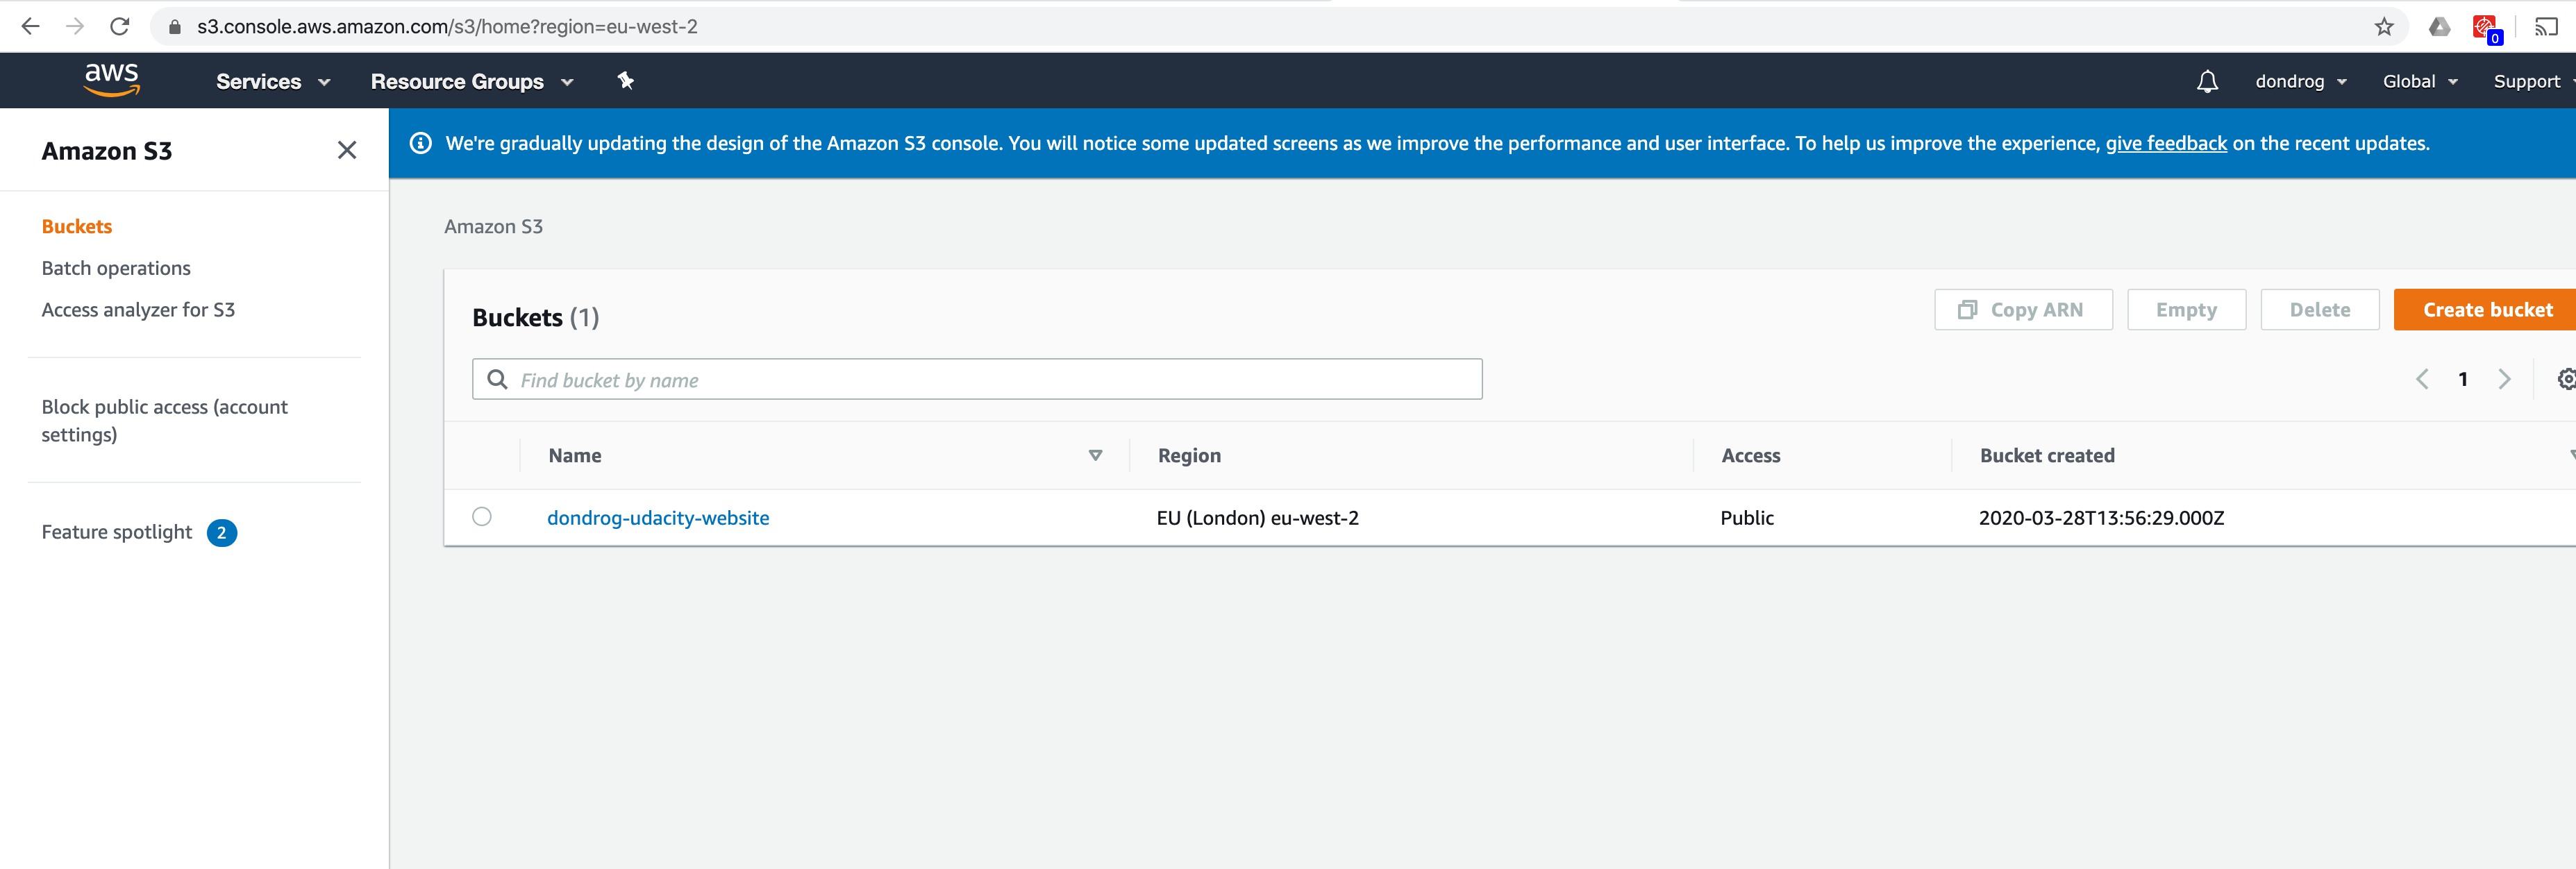 s3.console.aws.amazon.com/s3/home?region=eu-west-2
0
aws Services Resource Groups dondrog Global Support
Amazon S3
We're gradually updating the design of the Amazon S3 console. You will notice some updated screens as we improve the performance and user interface. To help us improve the experience, give feedback on the recent updates.
Buckets
Batch operations
Access analyzer for S3
Block public access (account
settings)
Feature spotlight 2
Amazon S3
Buckets (1) Copy ARN Empty Delete Create bucket
Find bucket by name 1
Name Region Access Bucket created
dondrog-udacity-website EU (London) eu-west-2 Public 2020-03-28T13:56:29.000Z